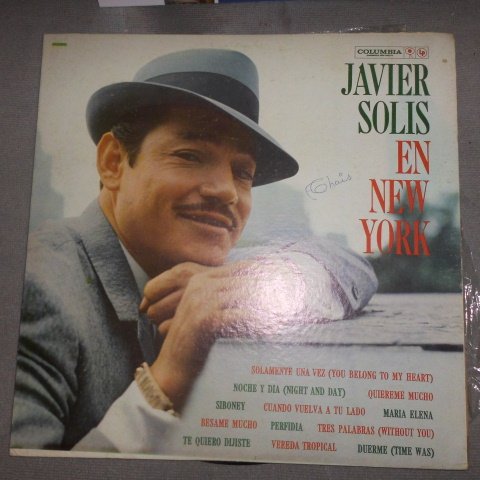 COLUMBIA
JAVIER
SOLIS
EN
NEW
YORK
Thais
SOLAMENTE UNA VEZ (YOU BELONG TO MY HEART)
NOCHE Y DIA (NIGHT AND DAY) QUIEREME MUCHO
SIBONEY CUANDO VUELVA A TU LADO MARIA ELENA
BESAME MUCHO PERFIDIA TRES PALABRAS (WITHOUT YOU)
TE QUIERO DIJISTE VEREDA TROPICAL DUERME (TIME WAS)